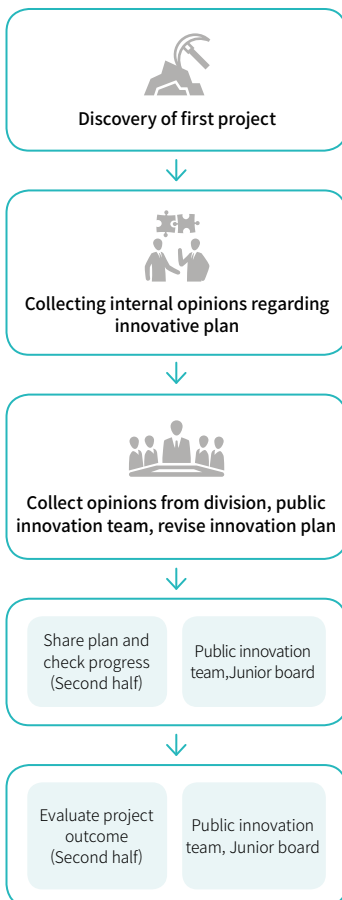 Discovery of first project
Collecting internal opinions regarding
innovative plan
Collect opinions from division, public
innovation team, revise innovation plan
Share plan and
check progress
(Second half)
Public innovation
team,Junior board
Evaluate project
outcome
(Second half)
Public innovation
team, Junior board